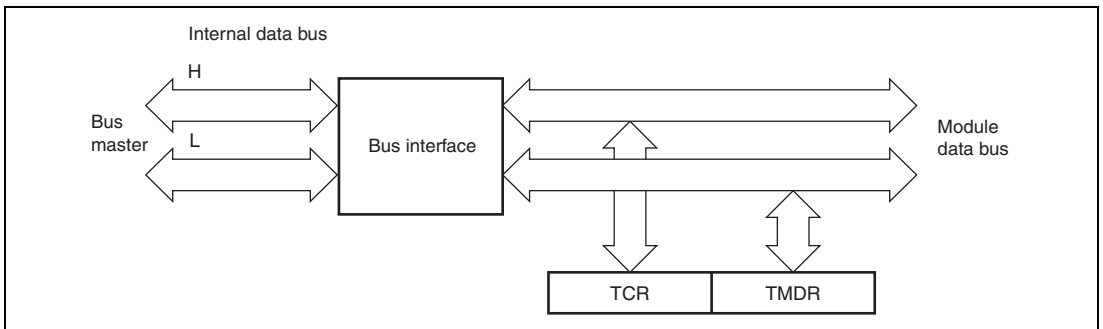 Internal data bus
H
Bus
master
L
Bus interface
Module
data bus
TCR
TMDR